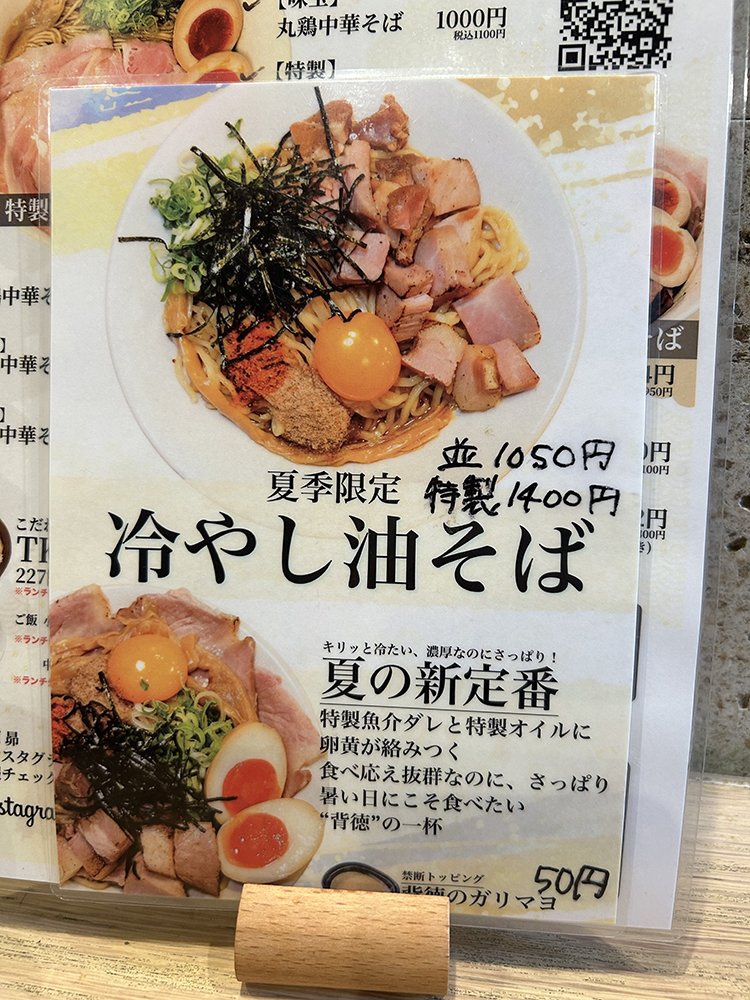 【味玉】
丸鶏中華そば 1000円
税込1100円
【特製】
特製
中華そ
中華そ
中華そ
そば
950円
100円
こだわ
TK
227
※ランチ
ご飯 小
※ランチ
※ランチ
昴
スタグラ
チェック
nstagra
並 1050円
夏季限定 特製 1400円
冷やし油そば
キリッと冷たい、濃厚なのにさっぱり！
夏の新定番
特製魚介ダレと特製オイルに
卵黄が絡みつく
食べ応え抜群なのに、さっぱり
暑い日にこそ食べたい
“背徳”の一杯
禁断トッピング 50円
背徳のガリマヨ